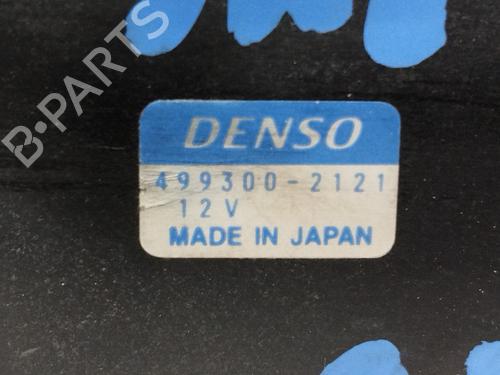 B-PARTS
DENSO
499300-2121
12V
MADE IN JAPAN